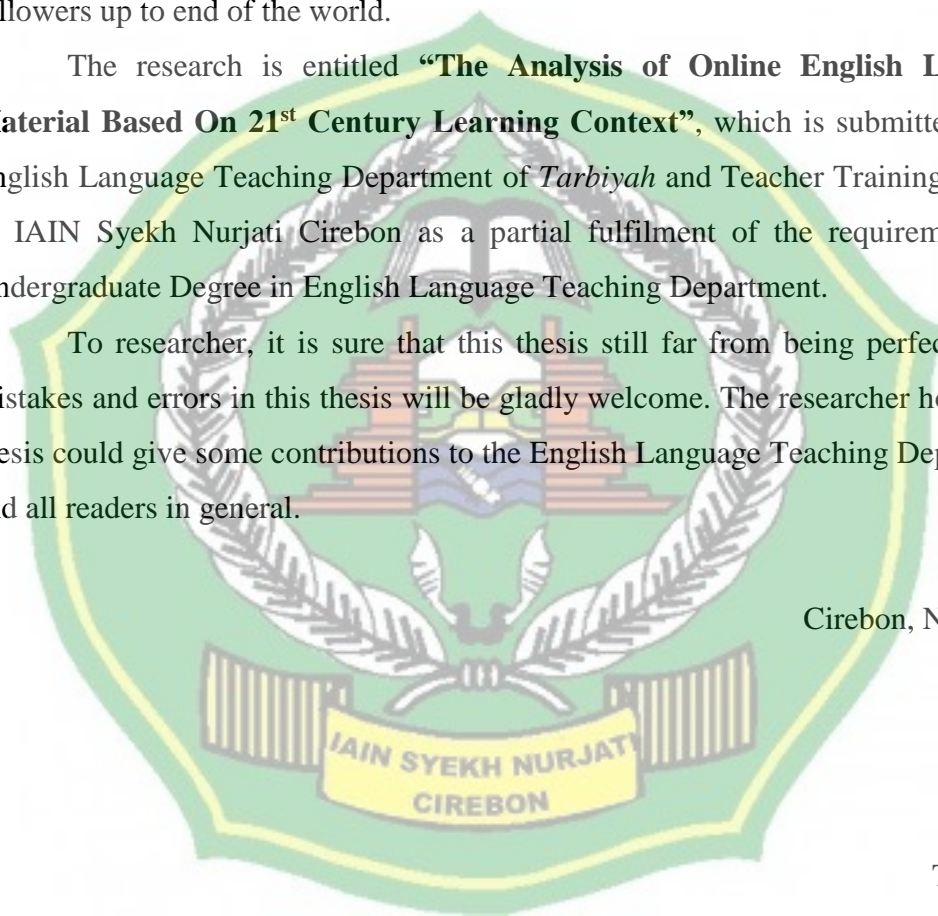 llowers up to end of the world.
The research is entitled “The Analysis of Online English L
aterial Based On 21st Century Learning Context”, which is submitte
nglish Language Teaching Department of Tarbiyah and Teacher Training
IAIN Syekh Nurjati Cirebon as a partial fulfilment of the requirem
ndergraduate Degree in English Language Teaching Department.
To researcher, it is sure that this thesis still far from being perfec
istakes and errors in this thesis will be gladly welcome. The researcher ho
esis could give some contributions to the English Language Teaching Dep
d all readers in general.
Cirebon, N
IAIN SYEKH NURJATI
CIREBON
T